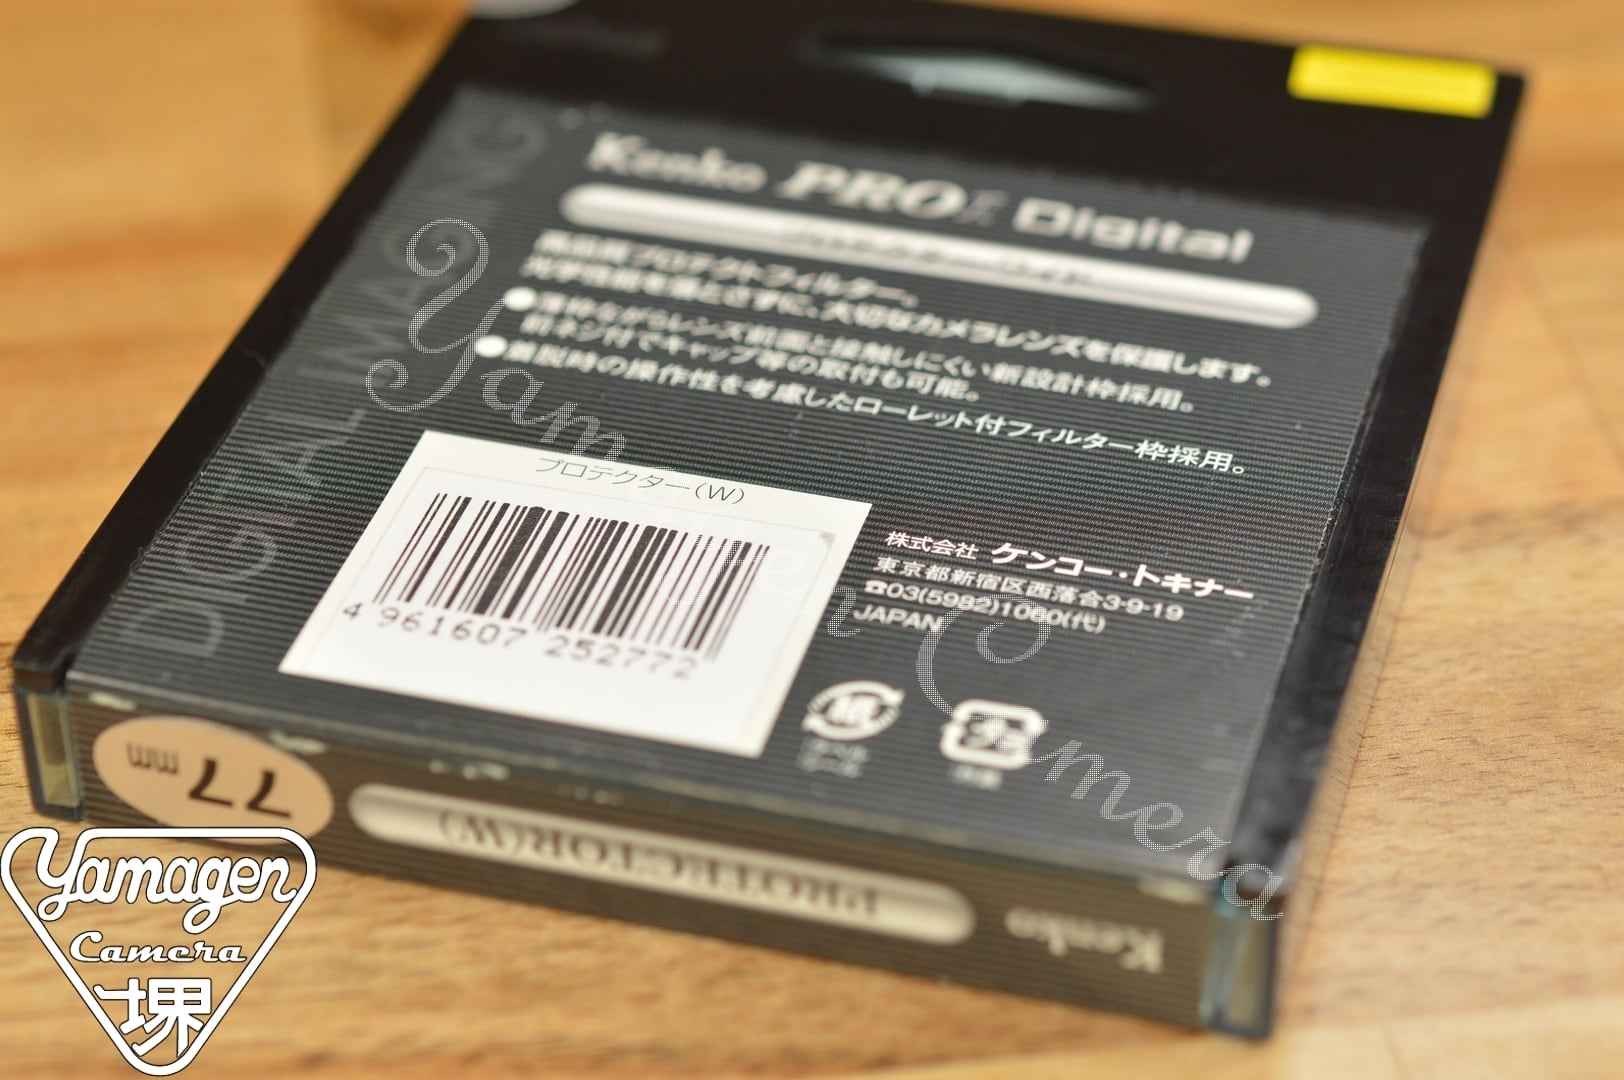 Kenko PRO1 Digital
高品質プロテクトフィルター。
光学性能を落とさずに、大切なカメラレンズを保護します。
●薄枠ながらレンズ前面と接触しにくい新設計枠採用。
前ネジ付でキャップ等の取付も可能。
●着脱時の操作性を考慮したローレット付フィルター枠採用。
DIGITAL IMAGING
プロテクター(W)
4 961607 252772
株式会社 ケンコー・トキナー
東京都新宿区西落合3-9-19
☎03(5982)1060(代)
JAPAN
紙
77mm
PROTECTOR(W)
Kenko
Yamagen Camera
Yamagen
Camera
堺